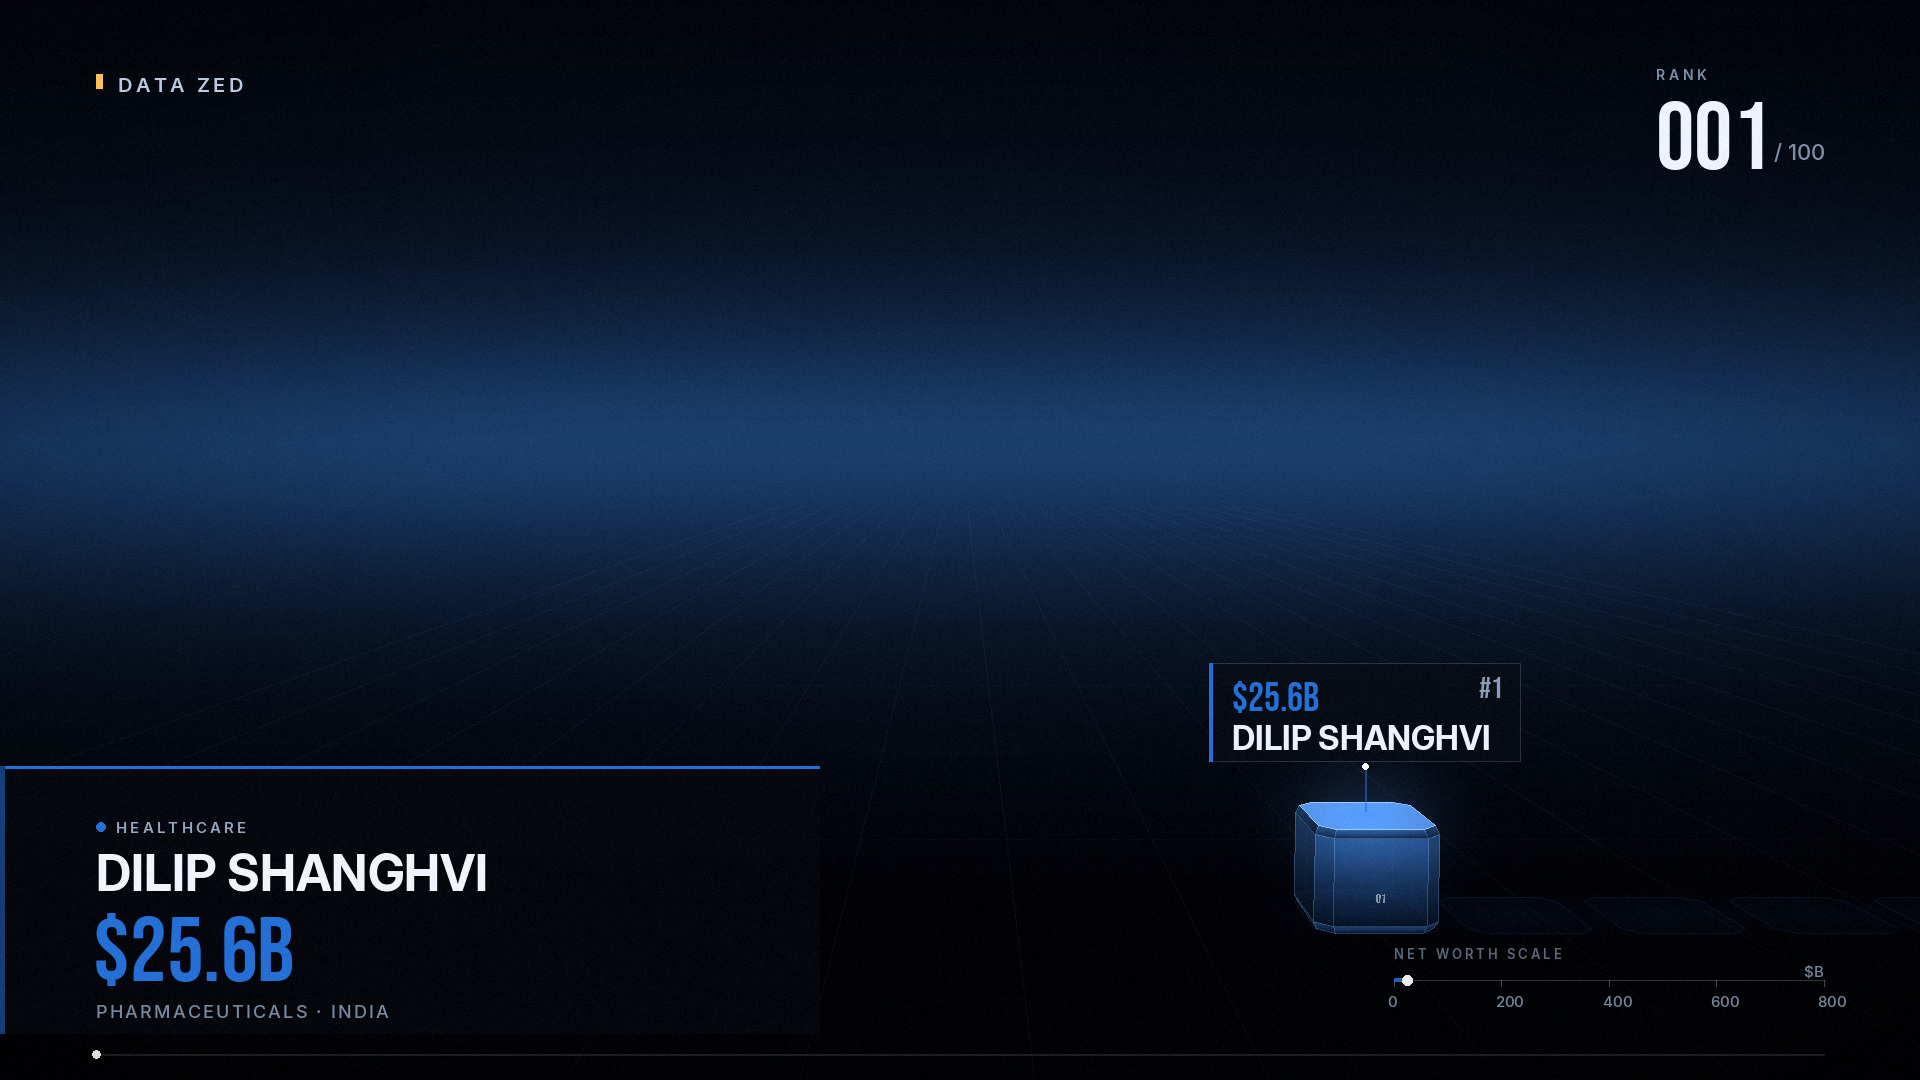 DATA ZED
RANK
001 / 100
$25.6B
#1
DILIP SHANGHVI
01
HEALTHCARE
DILIP SHANGHVI
$25.6B
PHARMACEUTICALS · INDIA
NET WORTH SCALE
$B
0 200 400 600 800